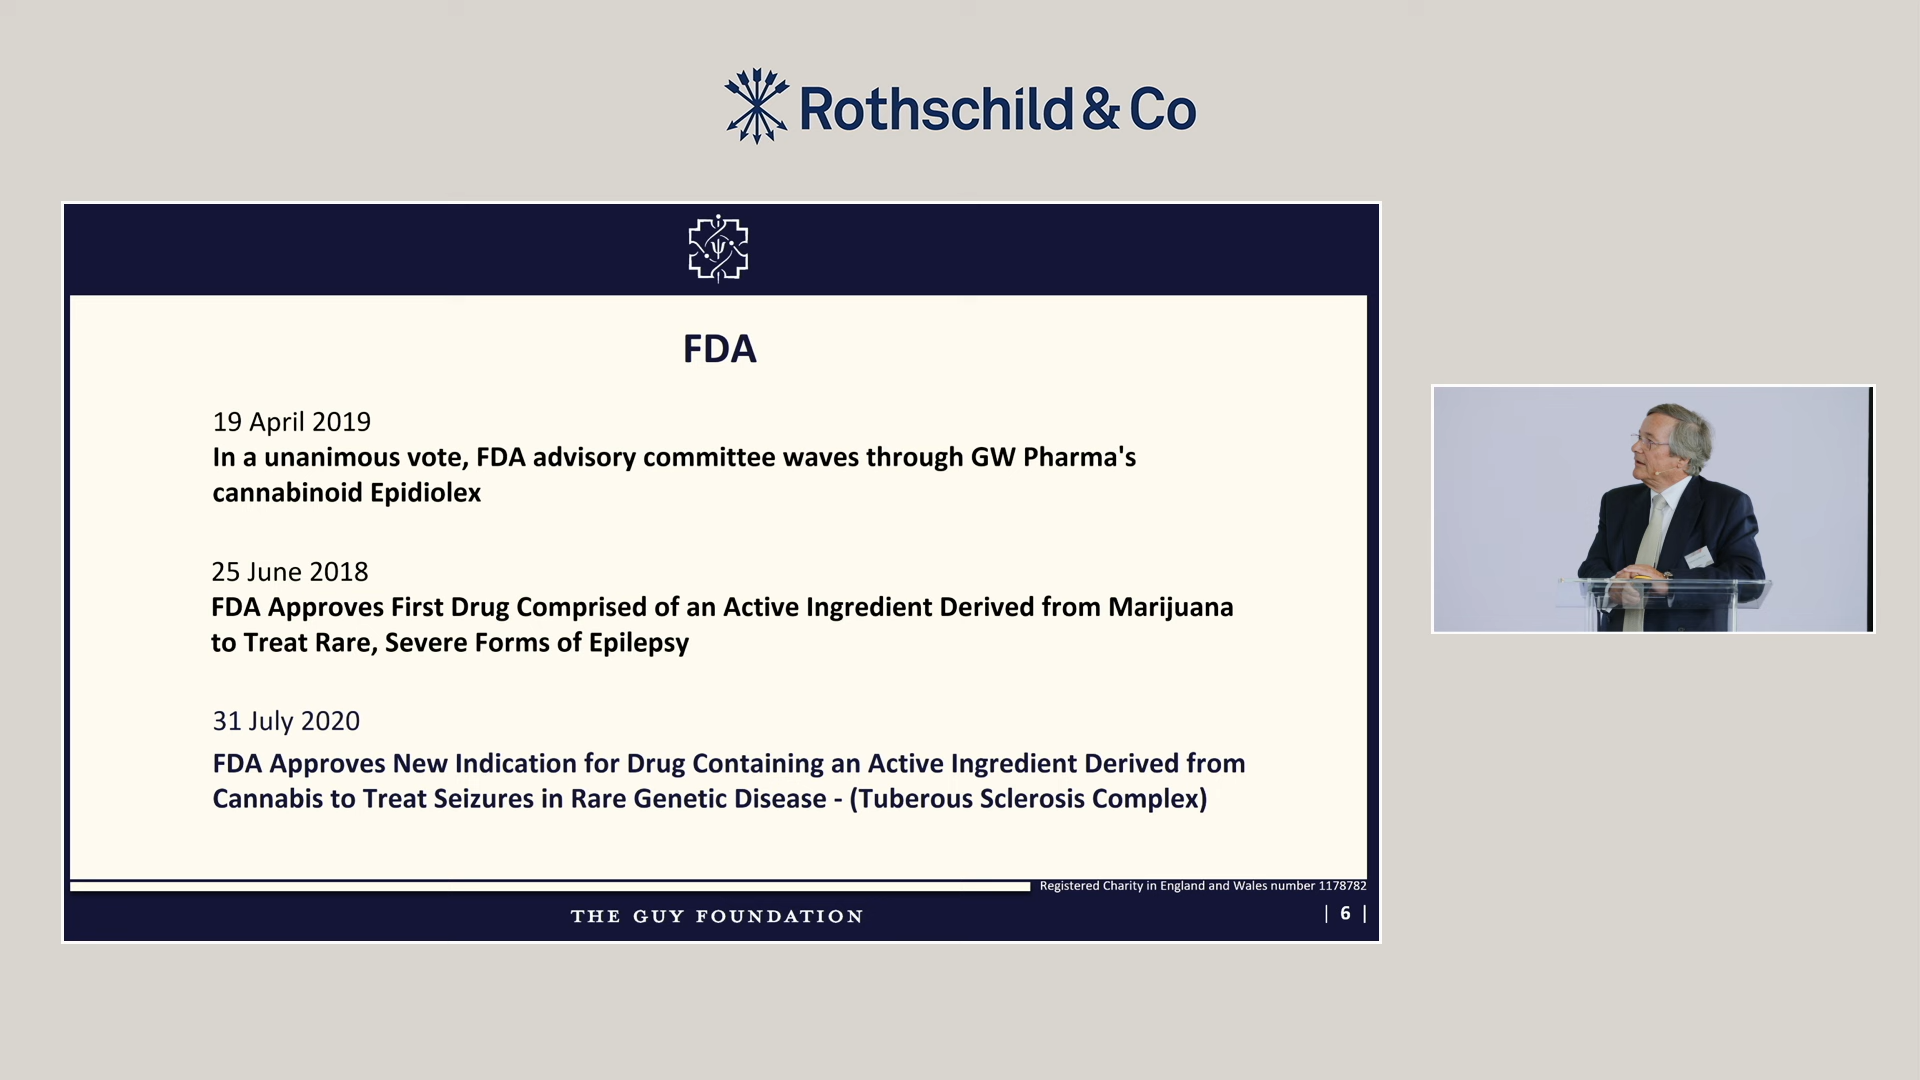 Rothschild & Co
FDA
19 April 2019
In a unanimous vote, FDA advisory committee waves through GW Pharma's
cannabinoid Epidiolex
25 June 2018
FDA Approves First Drug Comprised of an Active Ingredient Derived from Marijuana
to Treat Rare, Severe Forms of Epilepsy
31 July 2020
FDA Approves New Indication for Drug Containing an Active Ingredient Derived from
Cannabis to Treat Seizures in Rare Genetic Disease - (Tuberous Sclerosis Complex)
Registered Charity in England and Wales number 1178782
THE GUY FOUNDATION
| 6 |